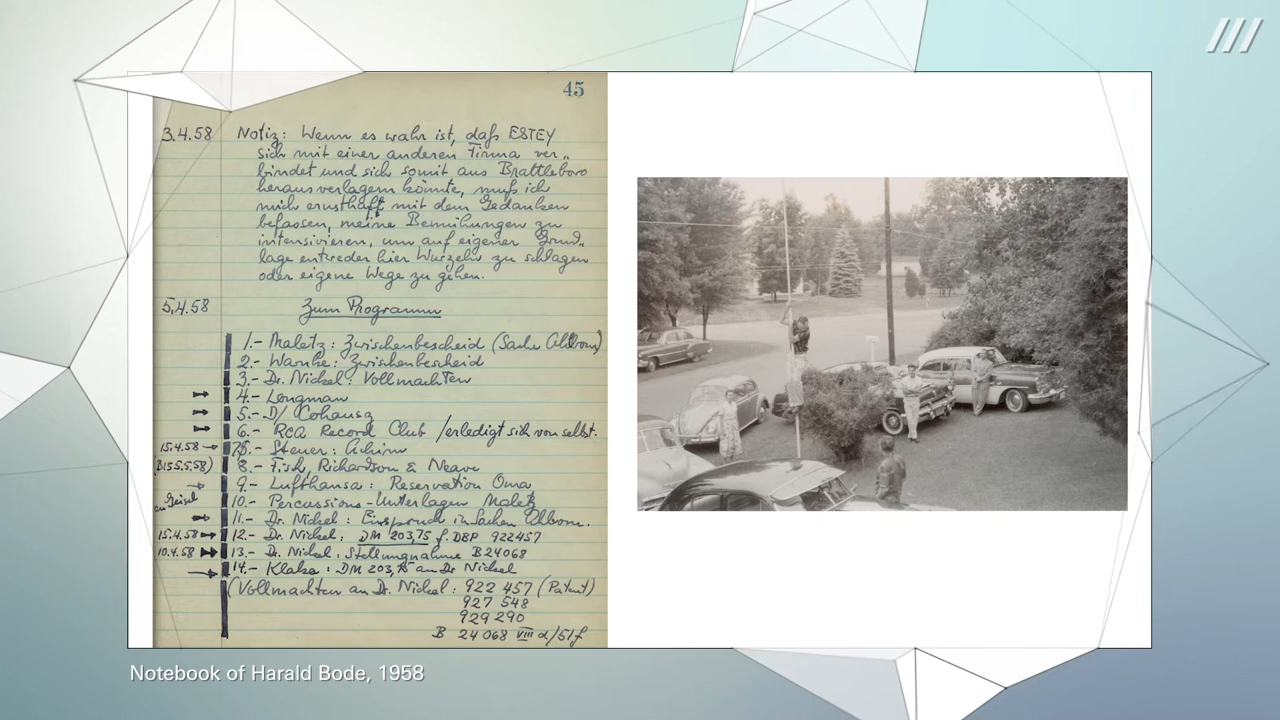 45
3.4.58 Notiz: Wenn es wahr ist, daß ESTEY
sich mit einer anderen Firma ver„
bindet und sich somit aus Brattleboro
heraus verlagern könnte, muß ich
mich ernsthaft mit dem Gedanken
befassen, meine Bemühungen zu
intensivieren, um auf eigener Grund„
lage entweder hier Wurzeln zu schlagen
oder eigene Wege zu gehen.
5.4.58 Zum Programm
1.- Maletz: Zwischenbescheid (Sache Ahlborn)
2.- Warnke: Zwischenbescheid
3.- Dr. Nickel: Vollmachten
4.- Longman
5.- D/ Cohausz
6.- RCA Record Club /erledigt sich von selbst.
15.4.58 → 7.- Steuer: Achim
8.- Fish, Richardson & Neave
→ 9.- Lufthansa: Reservation Oma
an Geisel 10.- Percussions-Unterlagen Maletz
11.- Dr. Nickel: Einspruch in Sachen Ahlborn.
15.4.58 12.- Dr. Nickel: DM 203,75 f. DBP 922457
10.4.58 13.- Dr. Nickel: Stellungnahme B 24068
14.- Klaka: DM 203,75 an Dr. Nickel
(Vollmachten an Dr. Nickel: 922 457 (Patent)
927 548
929 290
B 24 068 VIII d/51f
Notebook of Harald Bode, 1958